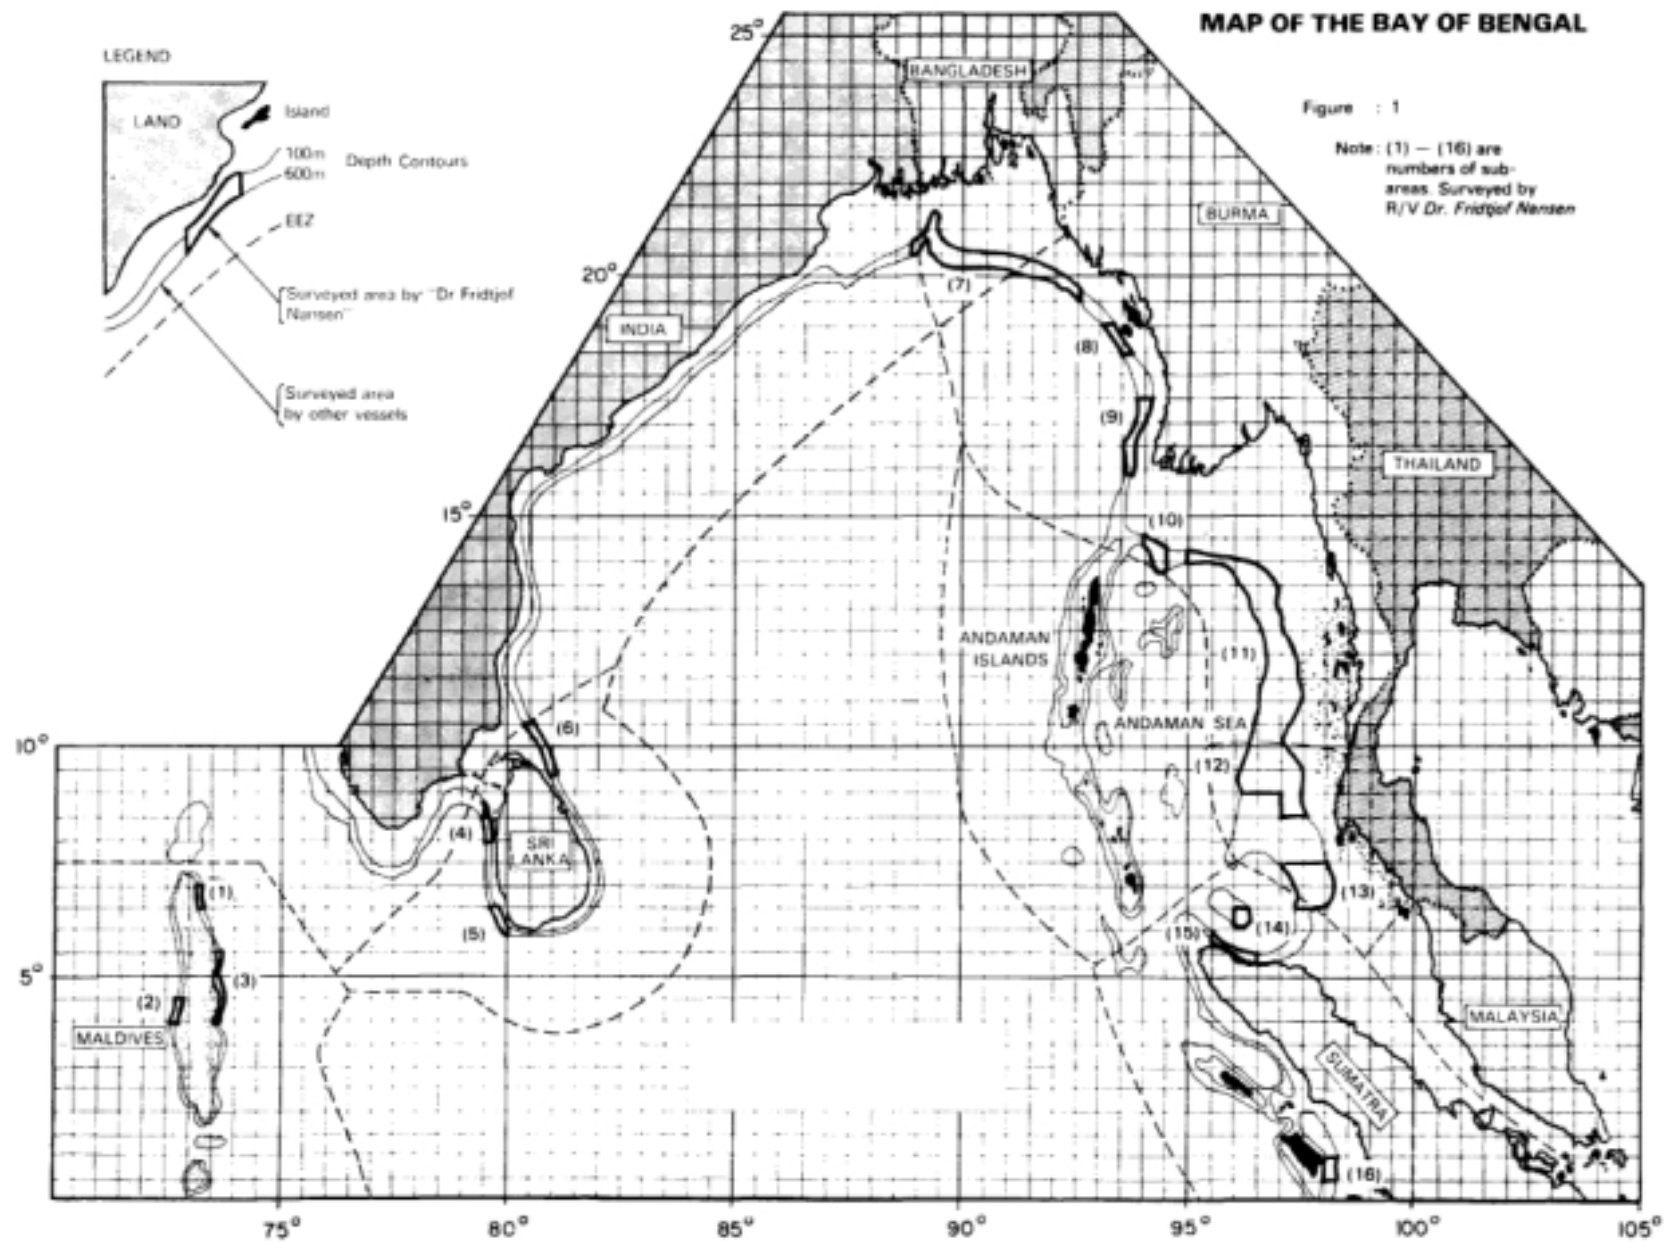 MAP OF THE BAY OF BENGAL
Figure : 1
Note: (1) — (16) are
numbers of sub-
areas. Surveyed by
R/V Dr. Fridtjof Nansen
LEGEND
LAND
Island
100m
600m
Depth Contours
EEZ
Surveyed area by "Dr Fridtjof
Nansen"
Surveyed area
by other vessels
25°
BANGLADESH
BURMA
20°
(7)
INDIA
(8)
(9)
THAILAND
15°
(10)
ANDAMAN
ISLANDS
(11)
ANDAMAN SEA
10°
(6)
(12)
(4)
SRI
LANKA
(1)
(13)
(5)
(14)
(15)
5°
(3)
(2)
MALDIVES
MALAYSIA
SUMATRA
(16)
75°
80°
85°
90°
95°
100°
105°